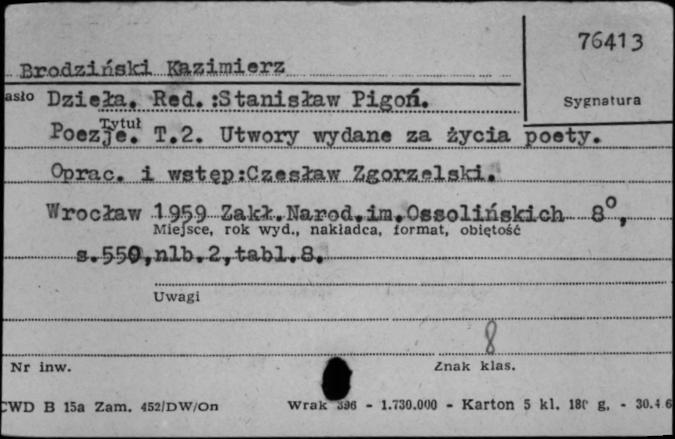 76413
Brodziński Kazimierz
asło Dzieła. Red.:Stanisław Pigoń.
Sygnatura
Tytuł
Poezje. T.2. Utwory wydane za życia poety.
Oprac. i wstęp:Czesław Zgorzelski.
Wrocław 1959 Zakł.Narod.im.Ossolińskich 8°,
Miejsce, rok wyd., nakładca, format, objętość
s.550,nlb.2,tabl.8.
Uwagi
8
Nr inw. Znak klas.
CWD B 15a Zam. 452/DW/On Wrak 396 - 1.730.000 - Karton 5 kl. 180 g. - 30.4 6